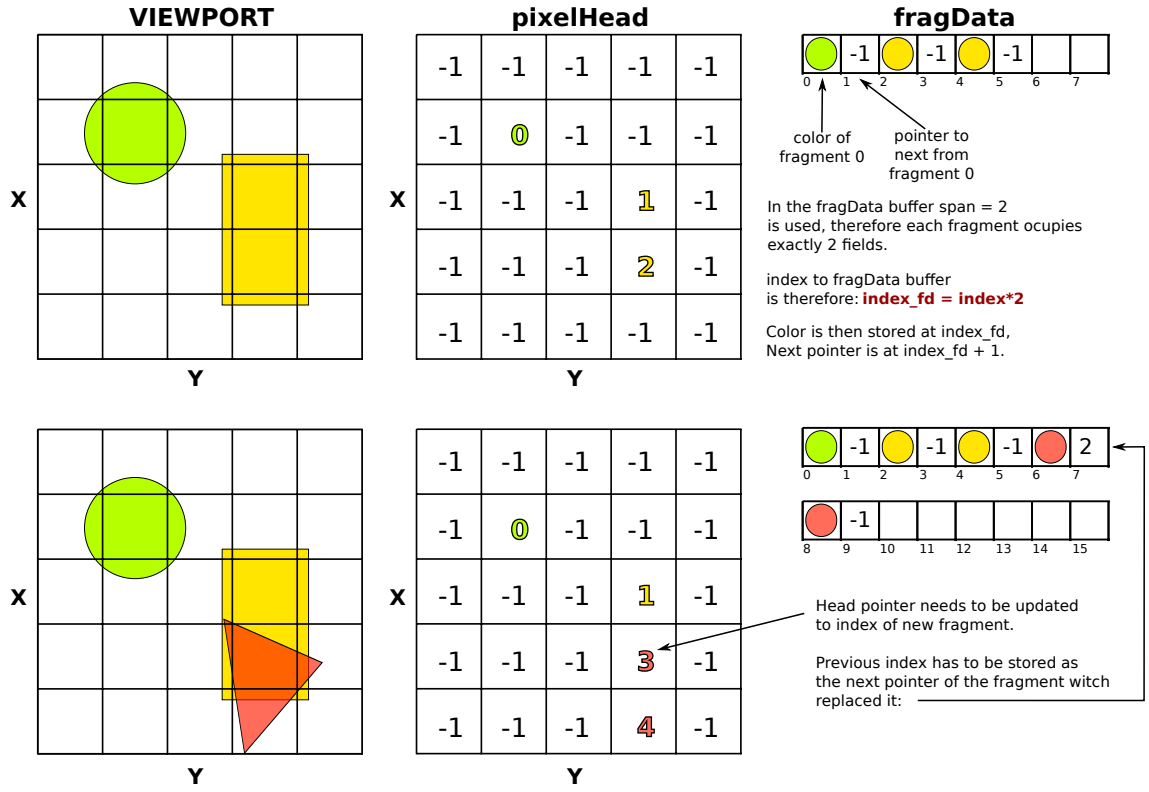 VIEWPORT
pixelHead
fragData
-1 -1 -1 -1 -1
-1 0 -1 -1 -1
X
X
-1 -1 -1 1 -1
-1 -1 -1 2 -1
-1 -1 -1 -1 -1
Y
Y
-1 -1 -1
0 1 2 3 4 5 6 7
color of
fragment 0
pointer to
next from
fragment 0
In the fragData buffer span = 2
is used, therefore each fragment ocupies
exactly 2 fields.
index to fragData buffer
is therefore: index_fd = index*2
Color is then stored at index_fd,
Next pointer is at index_fd + 1.
-1 -1 -1 -1 -1
-1 0 -1 -1 -1
X
X
-1 -1 -1 1 -1
-1 -1 -1 3 -1
-1 -1 -1 4 -1
Y
Y
-1 -1 -1 2
0 1 2 3 4 5 6 7
-1
8 9 10 11 12 13 14 15
Head pointer needs to be updated
to index of new fragment.
Previous index has to be stored as
the next pointer of the fragment witch
replaced it: